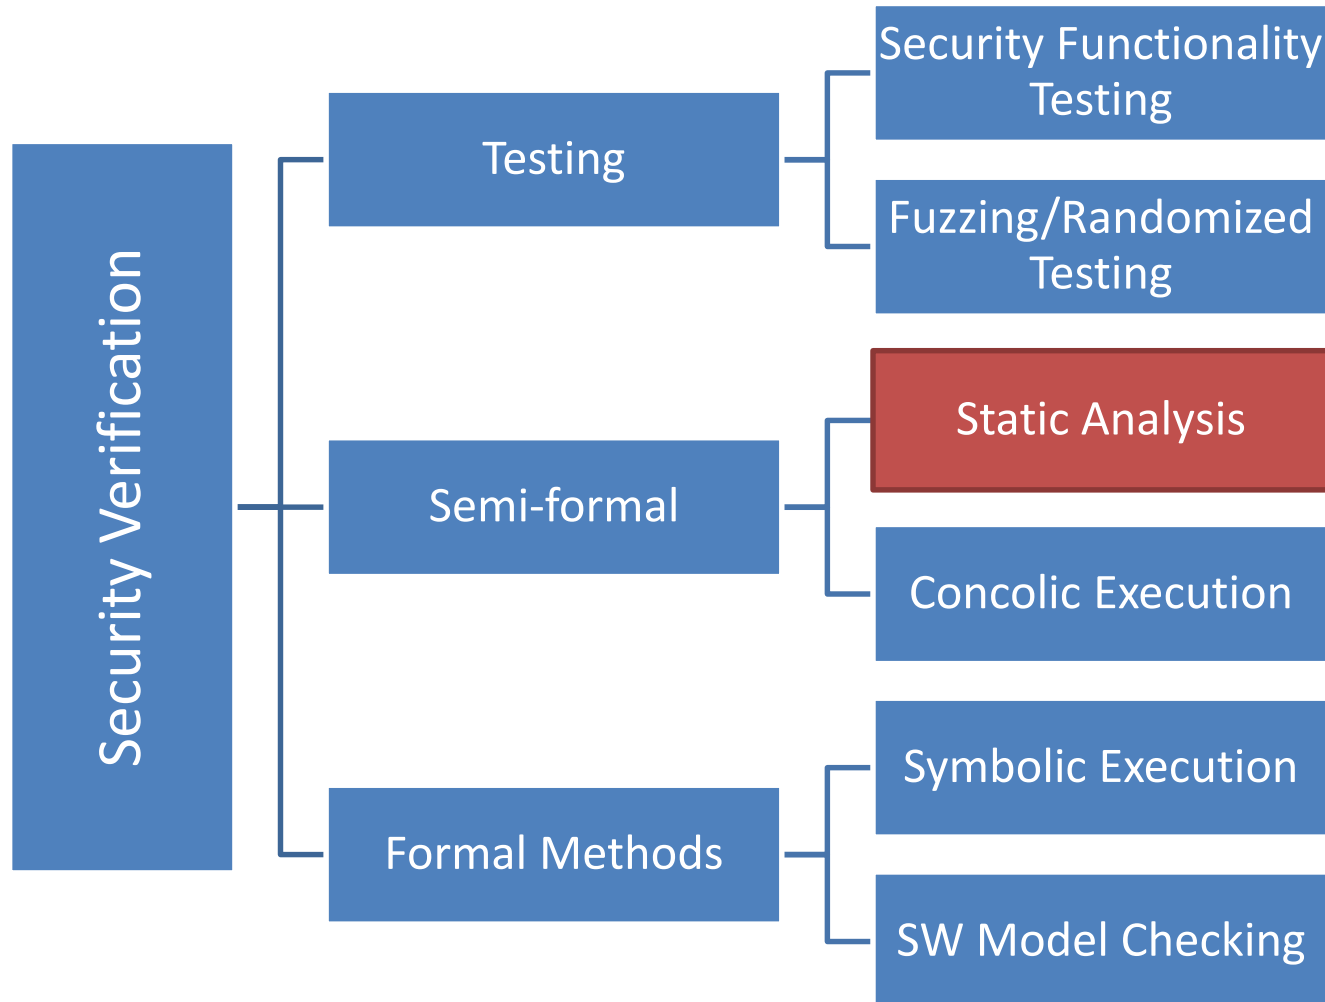 Security Verification
Testing
Security Functionality
Testing
Fuzzing/Randomized
Testing
Semi-formal
Static Analysis
Concolic Execution
Formal Methods
Symbolic Execution
SW Model Checking